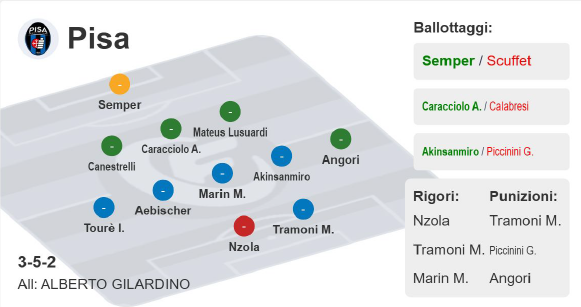 PISA
Pisa
-
Semper
-
Mateus Lusuardi
-
Caracciolo A.
-
Canestrelli
-
Angori
-
Akinsanmiro
-
Marin M.
-
Aebischer
-
Tourè I.
-
Tramoni M.
-
Nzola
3-5-2
All: ALBERTO GILARDINO
Ballottaggi:
Semper / Scuffet
Caracciolo A. / Calabresi
Akinsanmiro / Piccinini G.
Rigori: Punizioni:
Nzola Tramoni M.
Tramoni M. Piccinini G.
Marin M. Angori